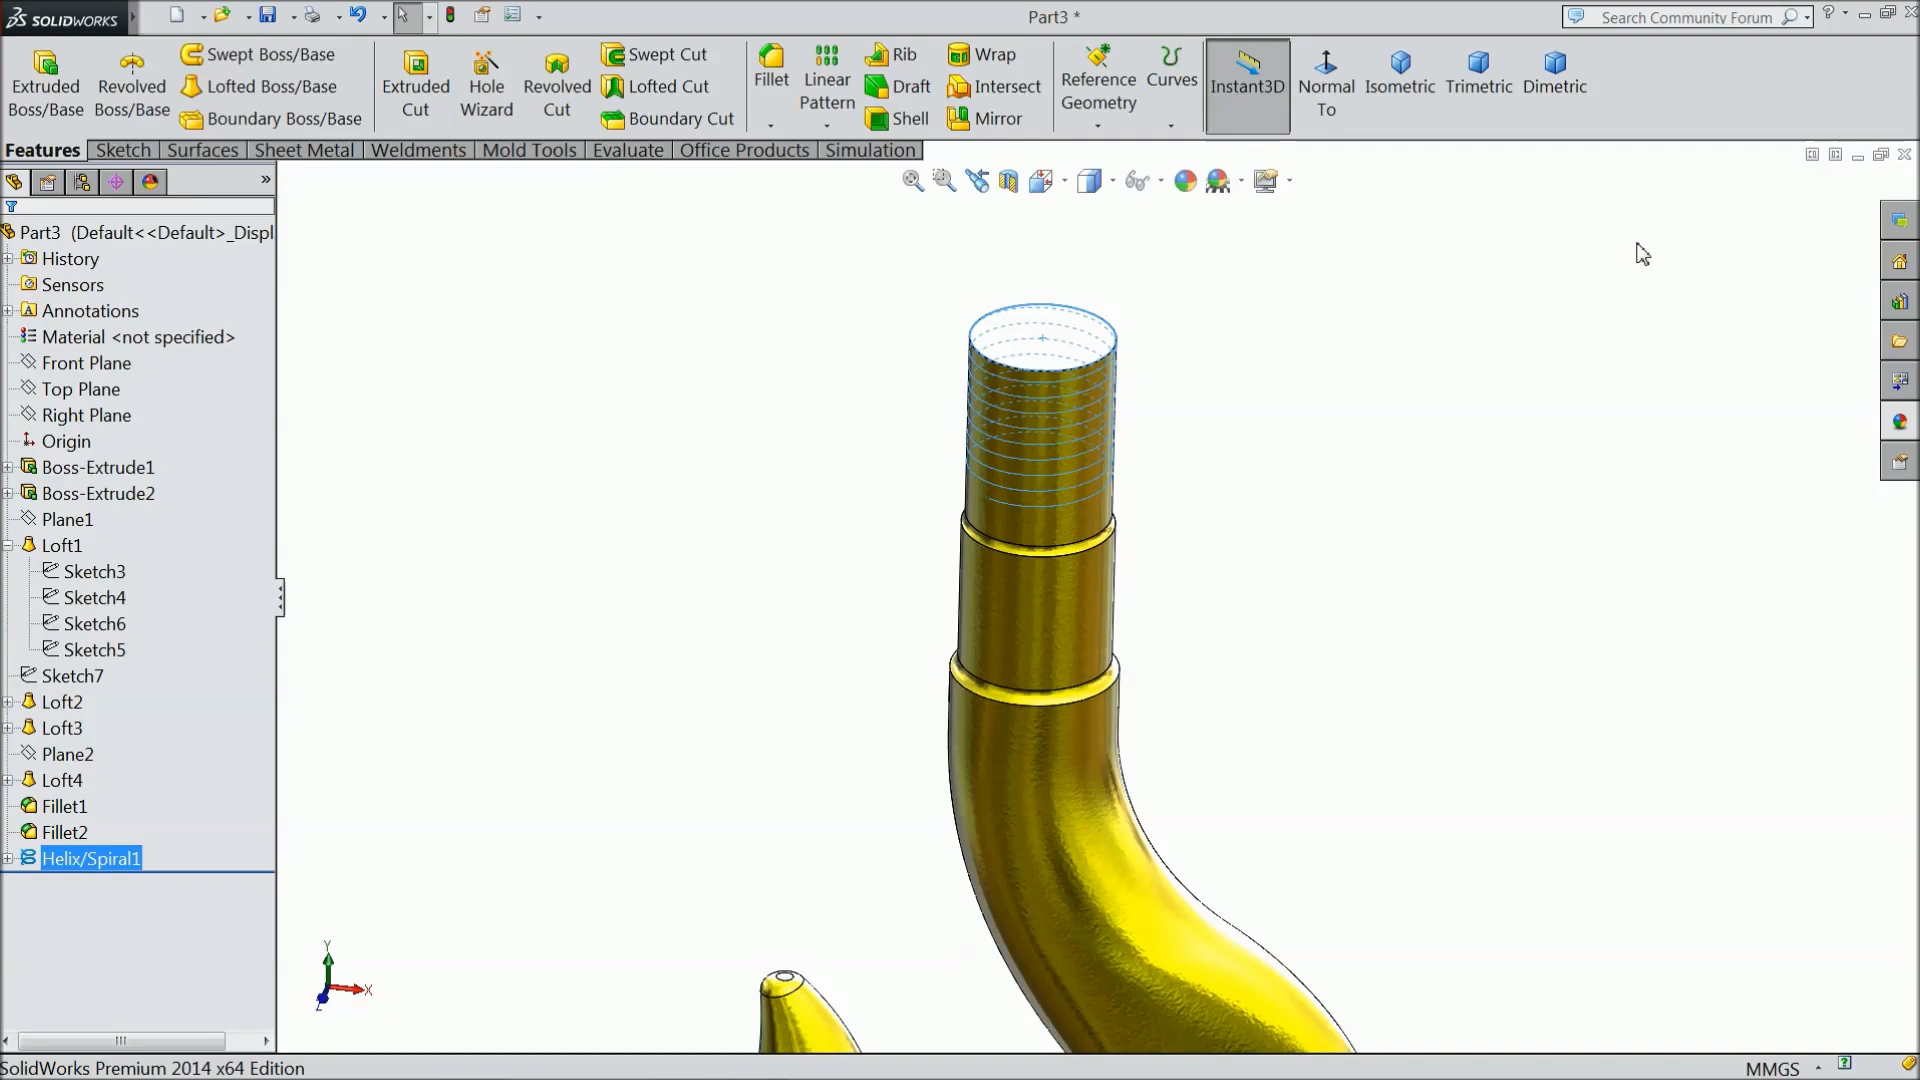 SOLIDWORKS
Part3 *
Search Community Forum
Extruded Boss/Base
Revolved Boss/Base
Swept Boss/Base
Lofted Boss/Base
Boundary Boss/Base
Extruded Cut
Hole Wizard
Revolved Cut
Swept Cut
Lofted Cut
Boundary Cut
Fillet
Linear Pattern
Rib
Draft
Shell
Wrap
Intersect
Mirror
Reference Geometry
Curves
Instant3D
Normal To
Isometric
Trimetric
Dimetric
Features
Sketch
Surfaces
Sheet Metal
Weldments
Mold Tools
Evaluate
Office Products
Simulation
Part3 (Default<<Default>_Displ
History
Sensors
Annotations
Material <not specified>
Front Plane
Top Plane
Right Plane
Origin
Boss-Extrude1
Boss-Extrude2
Plane1
Loft1
Sketch3
Sketch4
Sketch6
Sketch5
Sketch7
Loft2
Loft3
Plane2
Loft4
Fillet1
Fillet2
Helix/Spiral1
Y
X
Z
SolidWorks Premium 2014 x64 Edition
MMGS